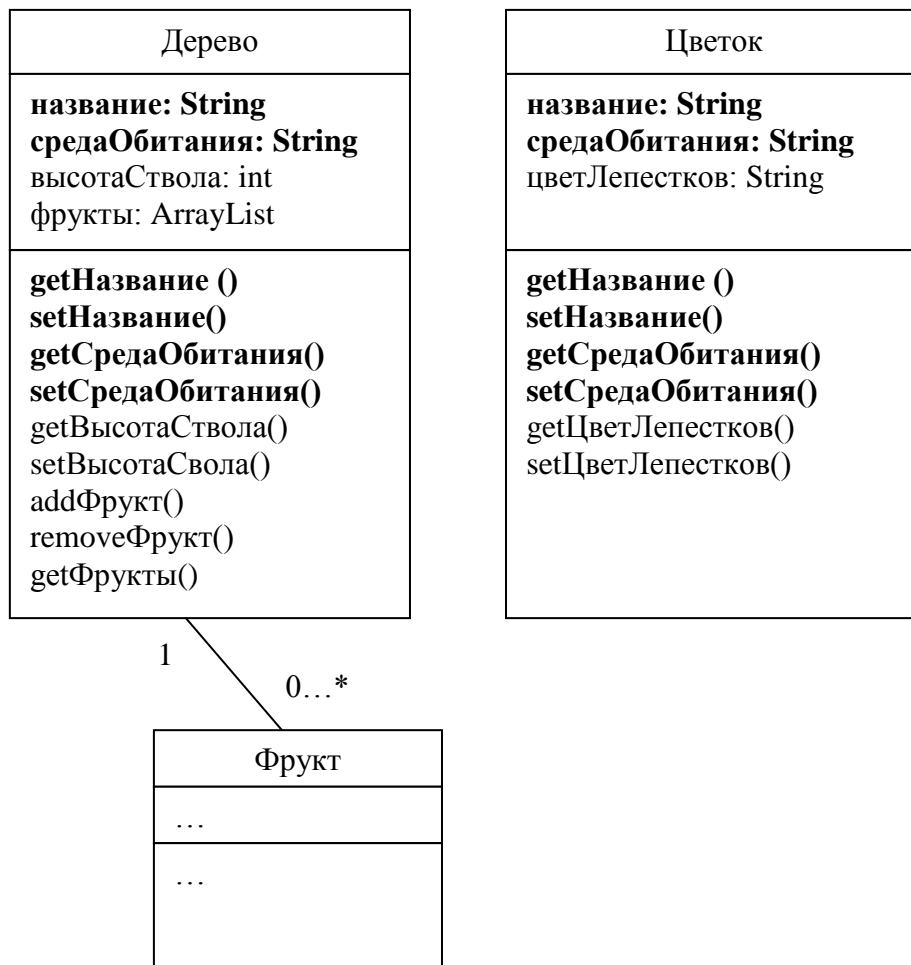 Дерево
название: String
средаОбитания: String
высотаСтвола: int
фрукты: ArrayList
getНазвание ()
setНазвание()
getСредаОбитания()
setСредаОбитания()
getВысотаСтвола()
setВысотаСвола()
addФрукт()
removeФрукт()
getФрукты()
Цветок
название: String
средаОбитания: String
цветЛепестков: String
getНазвание ()
setНазвание()
getСредаОбитания()
setСредаОбитания()
getЦветЛепестков()
setЦветЛепестков()
1
0…*
Фрукт
…
…